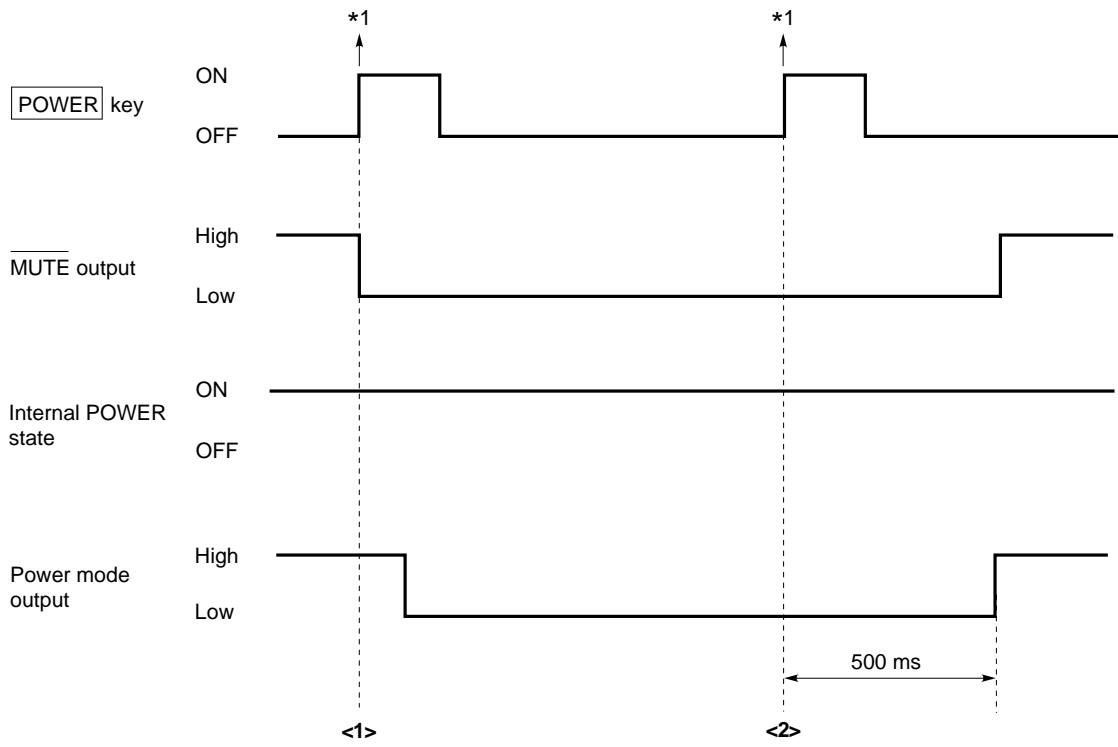 *1 *1
ON
POWER key
OFF
High
M̅U̅T̅E̅ output
Low
ON
Internal POWER
state
OFF
High
Power mode
output
Low
500 ms
<1> <2>